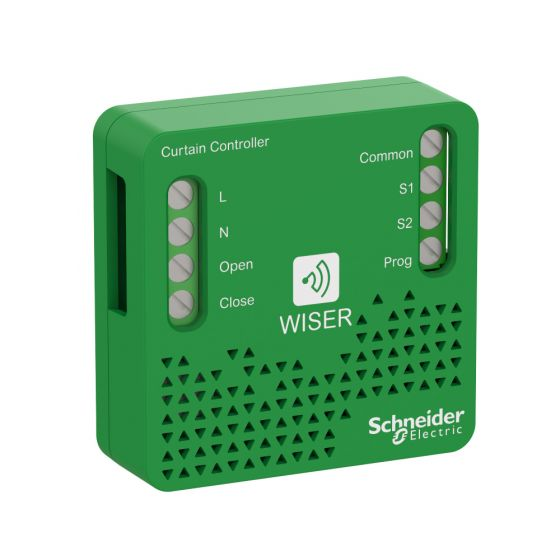 Curtain Controller
L
N
Open
Close
Common
S1
S2
Prog
WISER
Schneider
Electric